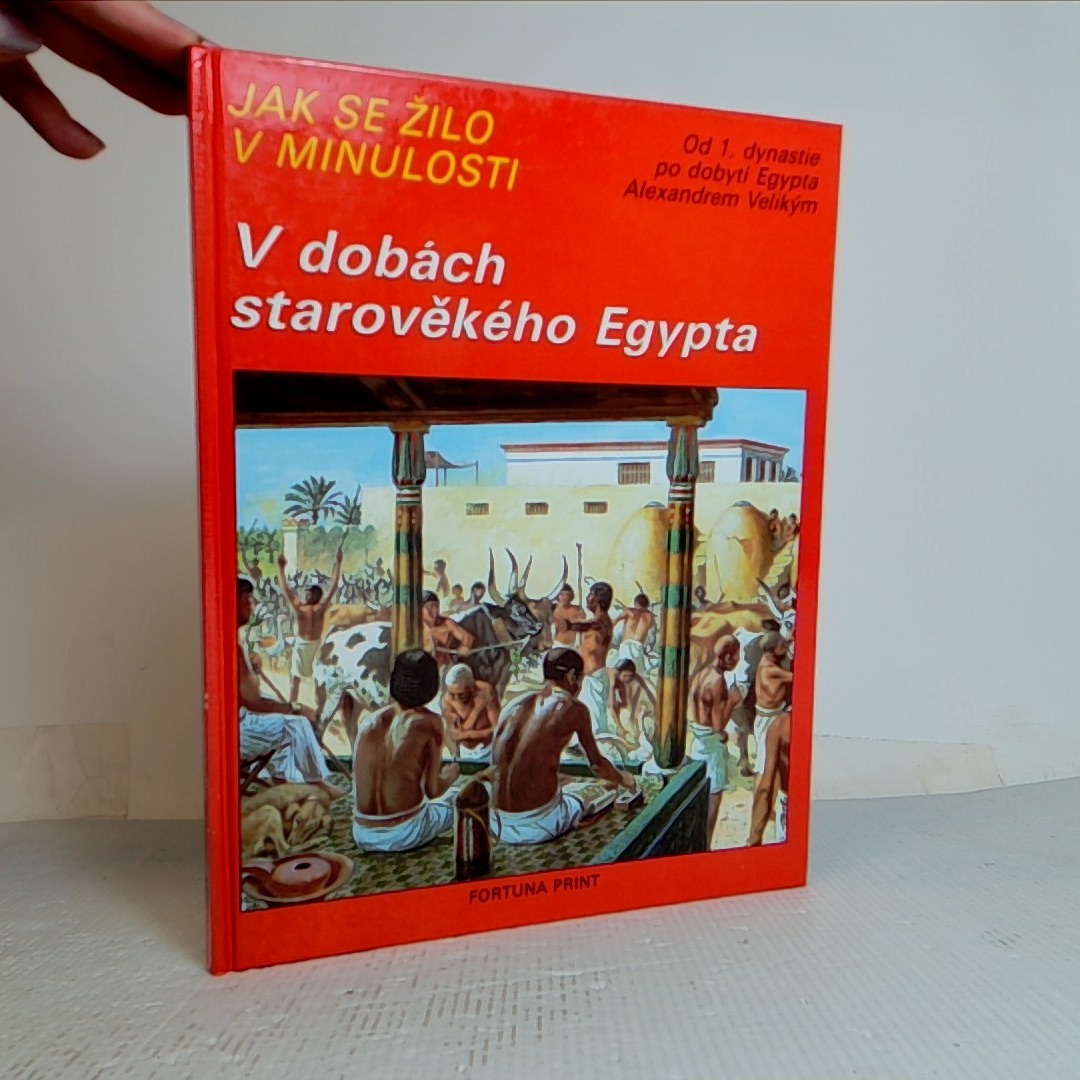 JAK SE ŽILO
V MINULOSTI
Od 1. dynastie
po dobytí Egypta
Alexandrem Velikým
V dobách
starověkého Egypta
FORTUNA PRINT